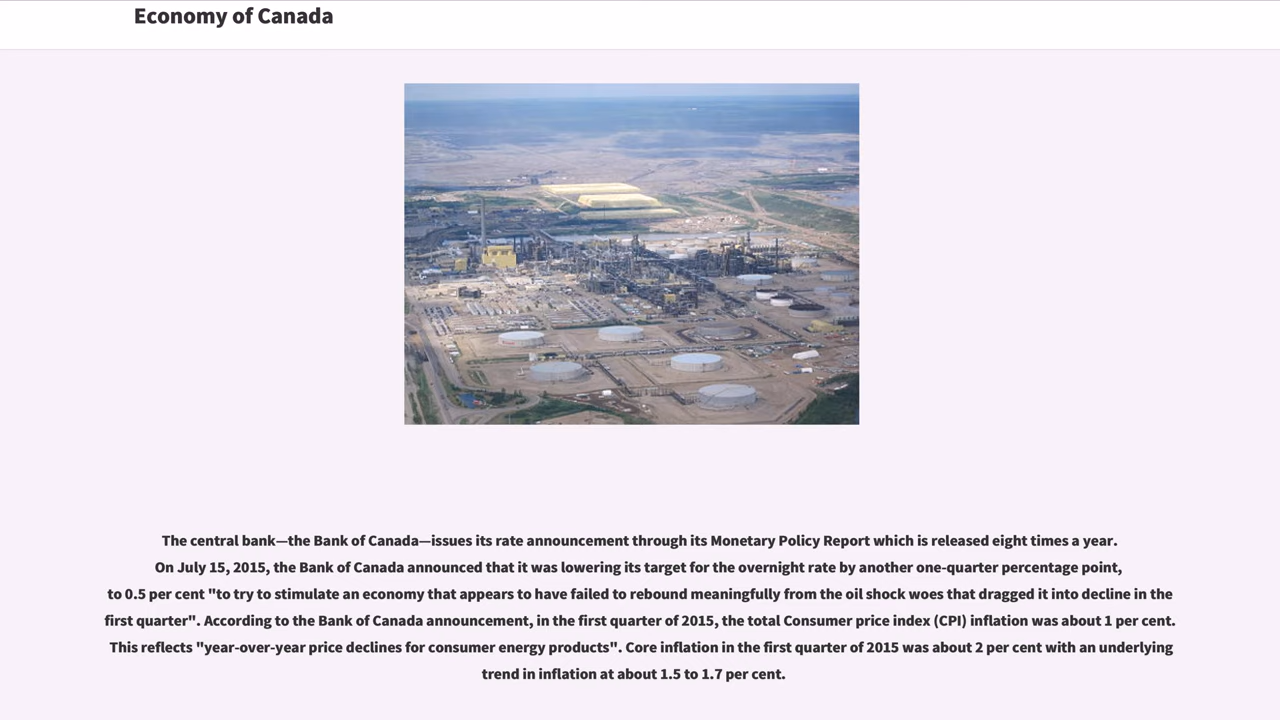 Economy of Canada
The central bank—the Bank of Canada—issues its rate announcement through its Monetary Policy Report which is released eight times a year.
On July 15, 2015, the Bank of Canada announced that it was lowering its target for the overnight rate by another one-quarter percentage point,
to 0.5 per cent "to try to stimulate an economy that appears to have failed to rebound meaningfully from the oil shock woes that dragged it into decline in the
first quarter". According to the Bank of Canada announcement, in the first quarter of 2015, the total Consumer price index (CPI) inflation was about 1 per cent.
This reflects "year-over-year price declines for consumer energy products". Core inflation in the first quarter of 2015 was about 2 per cent with an underlying
trend in inflation at about 1.5 to 1.7 per cent.